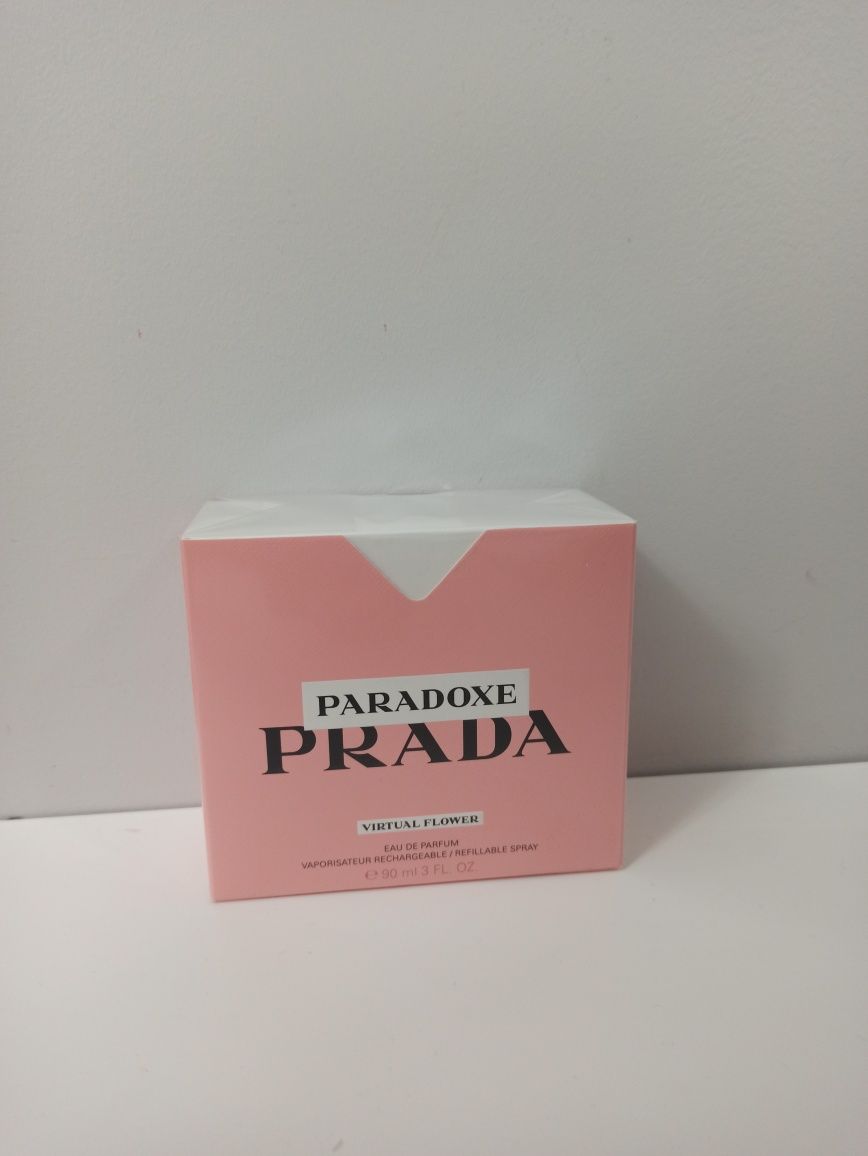 PARADOXE
PRADA
VIRTUAL FLOWER
EAU DE PARFUM
VAPORISATEUR RECHARGEABLE / REFILLABLE SPRAY
℮ 90 ml 3 FL. OZ.